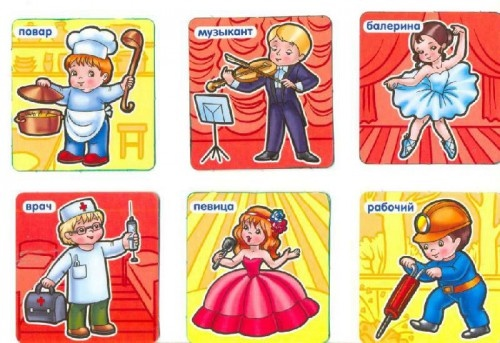 повар
музыкант
балерина
врач
певица
рабочий